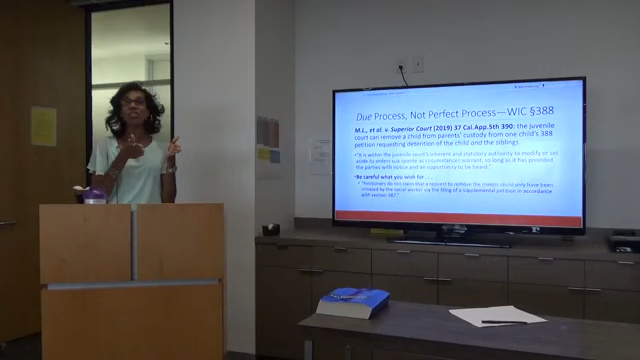 Due Process, Not Perfect Process—WIC §388
M.L., et al. v. Superior Court (2019) 37 Cal.App.5th 390: the juvenile
court can remove a child from parents' custody from one child's 388
petition requesting detention of the child and the siblings.
"It is within the juvenile court's inherent and statutory authority to modify or set
aside its orders sua sponte as circumstances warrant, so long as it has provided
the parties with notice and an opportunity to be heard."
Be careful what you wish for . . .
"Petitioners do not claim that a request to remove the minors could only have been
initiated by the social worker via the filing of a supplemental petition in accordance
with section 387."